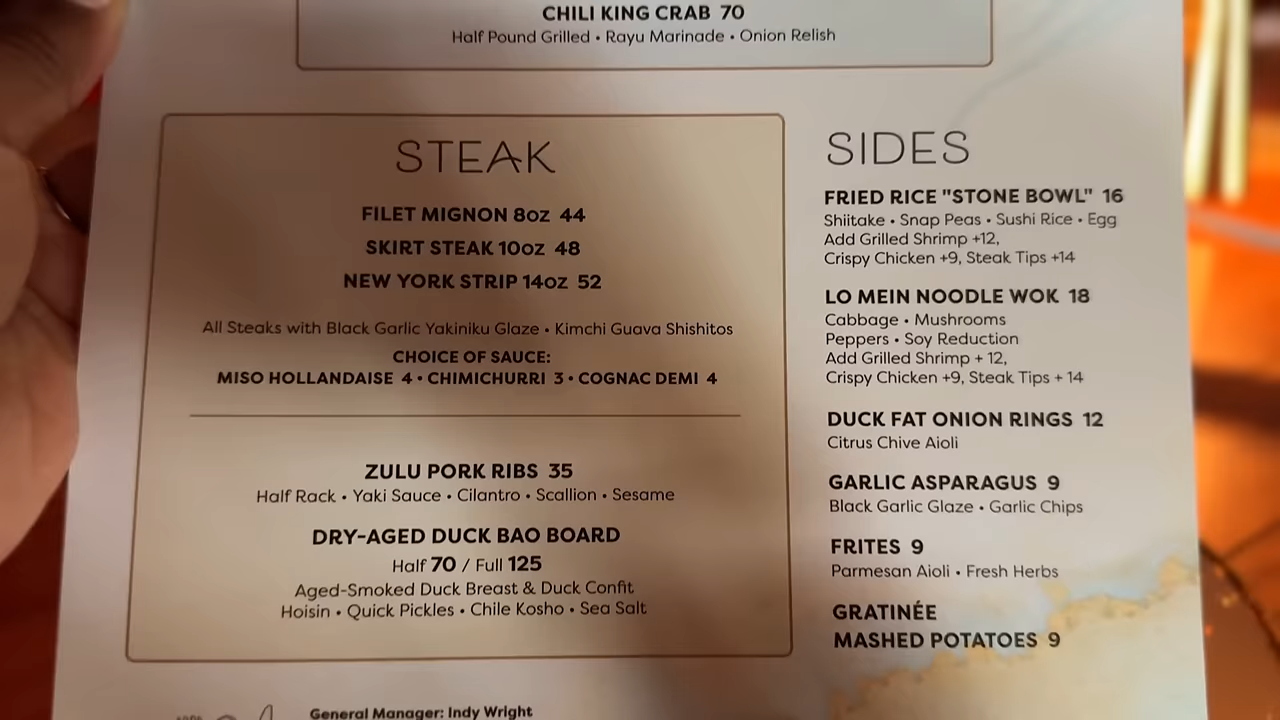 CHILI KING CRAB 70
Half Pound Grilled • Rayu Marinade • Onion Relish
STEAK
FILET MIGNON 8oz 44
SKIRT STEAK 10oz 48
NEW YORK STRIP 14oz 52
All Steaks with Black Garlic Yakiniku Glaze • Kimchi Guava Shishitos
CHOICE OF SAUCE:
MISO HOLLANDAISE 4 • CHIMICHURRI 3 • COGNAC DEMI 4
ZULU PORK RIBS 35
Half Rack • Yaki Sauce • Cilantro • Scallion • Sesame
DRY-AGED DUCK BAO BOARD
Half 70 / Full 125
Aged-Smoked Duck Breast & Duck Confit
Hoisin • Quick Pickles • Chile Kosho • Sea Salt
SIDES
FRIED RICE "STONE BOWL" 16
Shiitake • Snap Peas • Sushi Rice • Egg
Add Grilled Shrimp +12,
Crispy Chicken +9, Steak Tips +14
LO MEIN NOODLE WOK 18
Cabbage • Mushrooms
Peppers • Soy Reduction
Add Grilled Shrimp + 12,
Crispy Chicken +9, Steak Tips + 14
DUCK FAT ONION RINGS 12
Citrus Chive Aioli
GARLIC ASPARAGUS 9
Black Garlic Glaze • Garlic Chips
FRITES 9
Parmesan Aioli • Fresh Herbs
GRATINÉE
MASHED POTATOES 9
General Manager: Indy Wright